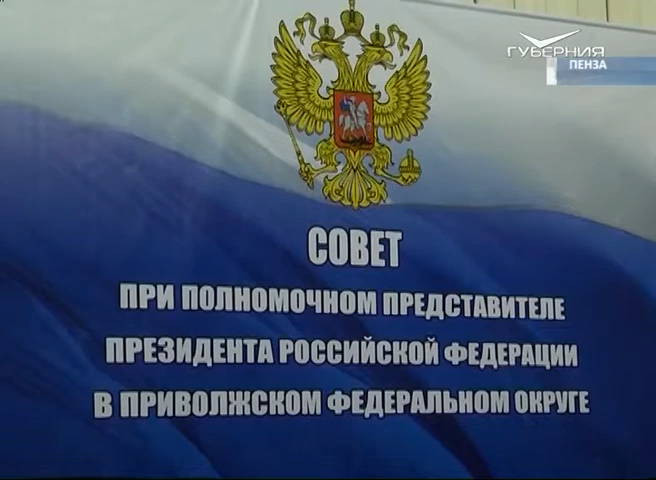 ГУБЕРНИЯ
ПЕНЗА
СОВЕТ
ПРИ ПОЛНОМОЧНОМ ПРЕДСТАВИТЕЛЕ
ПРЕЗИДЕНТА РОССИЙСКОЙ ФЕДЕРАЦИИ
В ПРИВОЛЖСКОМ ФЕДЕРАЛЬНОМ ОКРУГЕ